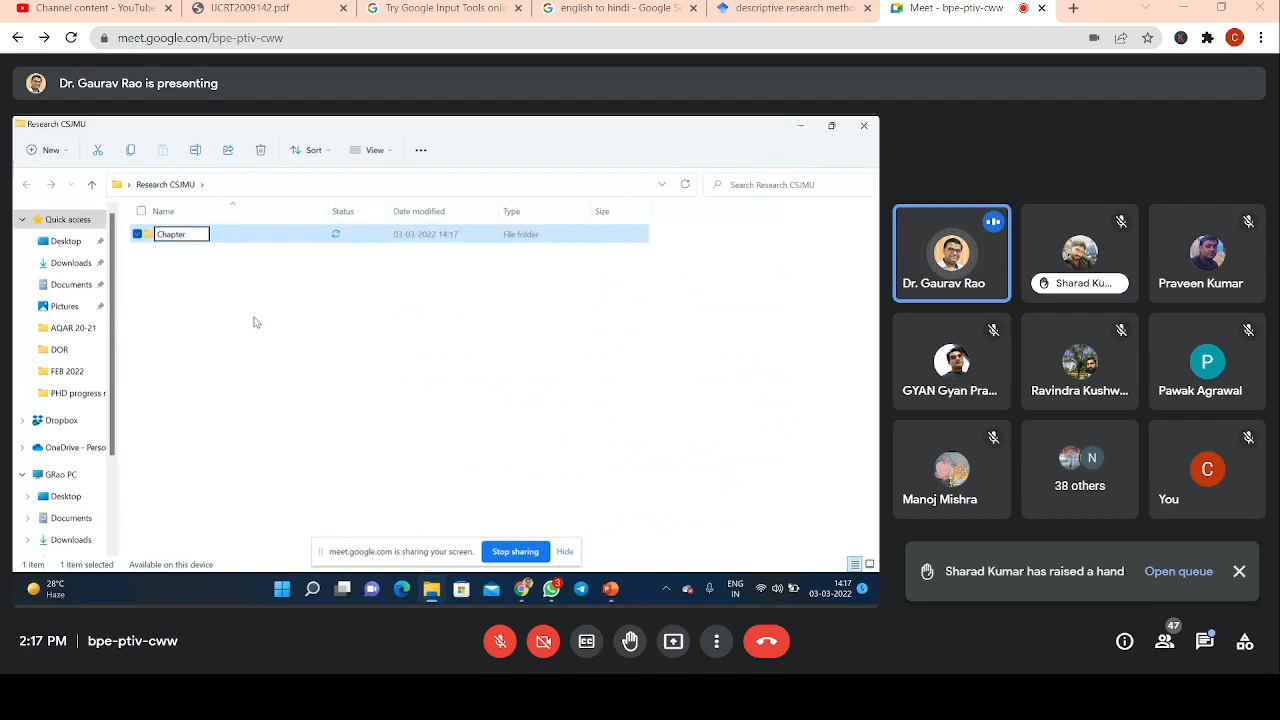 Channel content - YouTube
IJCRT2009142.pdf
Try Google Input Tools onli
english to hindi - Google Se
descriptive research metho
Meet - bpe-ptiv-cww
meet.google.com/bpe-ptiv-cww
K
C
Dr. Gaurav Rao is presenting
Research CSJMU
New
Sort
View
Research CSJMU
Search Research CSJMU
Name
Status
Date modified
Type
Size
Chapter
03-03-2022 14:17
File folder
Quick access
Desktop
Downloads
Documents
Pictures
AQAR 20-21
DOR
FEB 2022
PHD progress r
Dropbox
OneDrive - Perso
GRao PC
Desktop
Documents
Downloads
1 item
1 item selected
Available on this device
meet.google.com is sharing your screen.
Stop sharing
Hide
28°C
Haze
3
ENG
IN
14:17
03-03-2022
5
Dr. Gaurav Rao
Sharad Ku...
Praveen Kumar
GYAN Gyan Pra...
Ravindra Kushw...
P
Pawak Agrawal
Manoj Mishra
N
38 others
C
You
Sharad Kumar has raised a hand
Open queue
2:17 PM
bpe-ptiv-cww
47